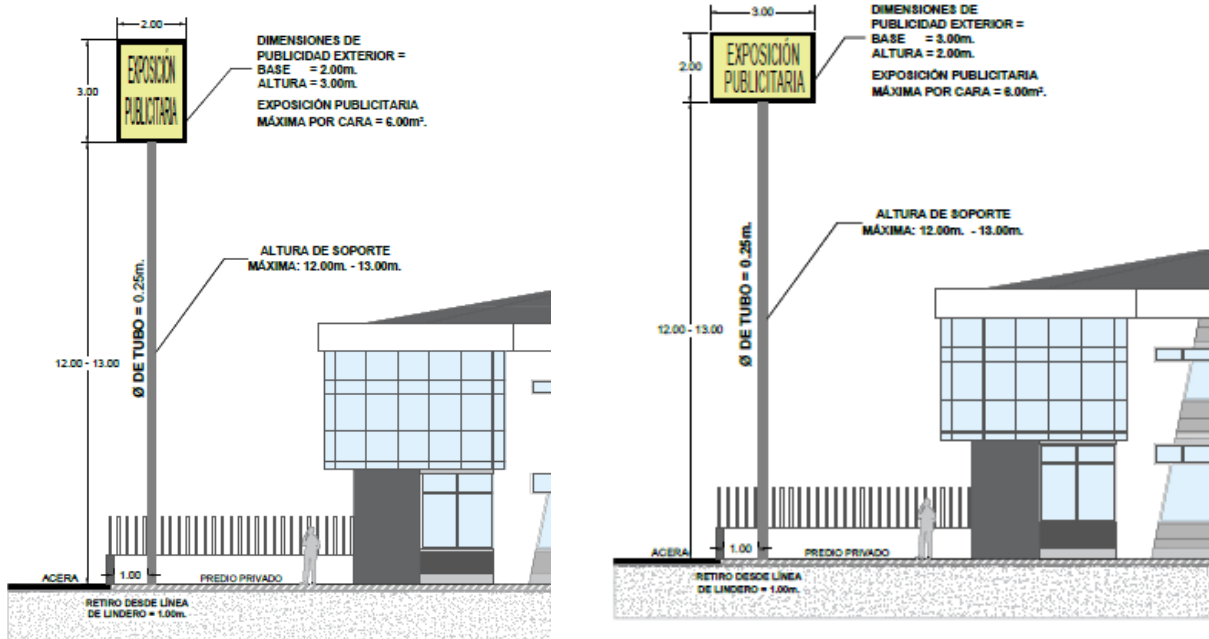 2.00
3.00
EXPOSICIÓN
PUBLICITARIA
DIMENSIONES DE
PUBLICIDAD EXTERIOR =
BASE = 2.00m.
ALTURA = 3.00m.
EXPOSICIÓN PUBLICITARIA
MÁXIMA POR CARA = 6.00m².
ALTURA DE SOPORTE
MÁXIMA: 12.00m. - 13.00m.
Ø DE TUBO = 0.25m.
12.00 - 13.00
ACERA
1.00
PREDIO PRIVADO
RETIRO DESDE LÍNEA
DE LINDERO = 1.00m.
3.00
2.00
EXPOSICIÓN
PUBLICITARIA
DIMENSIONES DE
PUBLICIDAD EXTERIOR =
BASE = 3.00m.
ALTURA = 2.00m.
EXPOSICIÓN PUBLICITARIA
MÁXIMA POR CARA = 6.00m².
ALTURA DE SOPORTE
MÁXIMA: 12.00m. - 13.00m.
Ø DE TUBO = 0.25m.
12.00 - 13.00
ACERA
1.00
PREDIO PRIVADO
RETIRO DESDE LÍNEA
DE LINDERO = 1.00m.